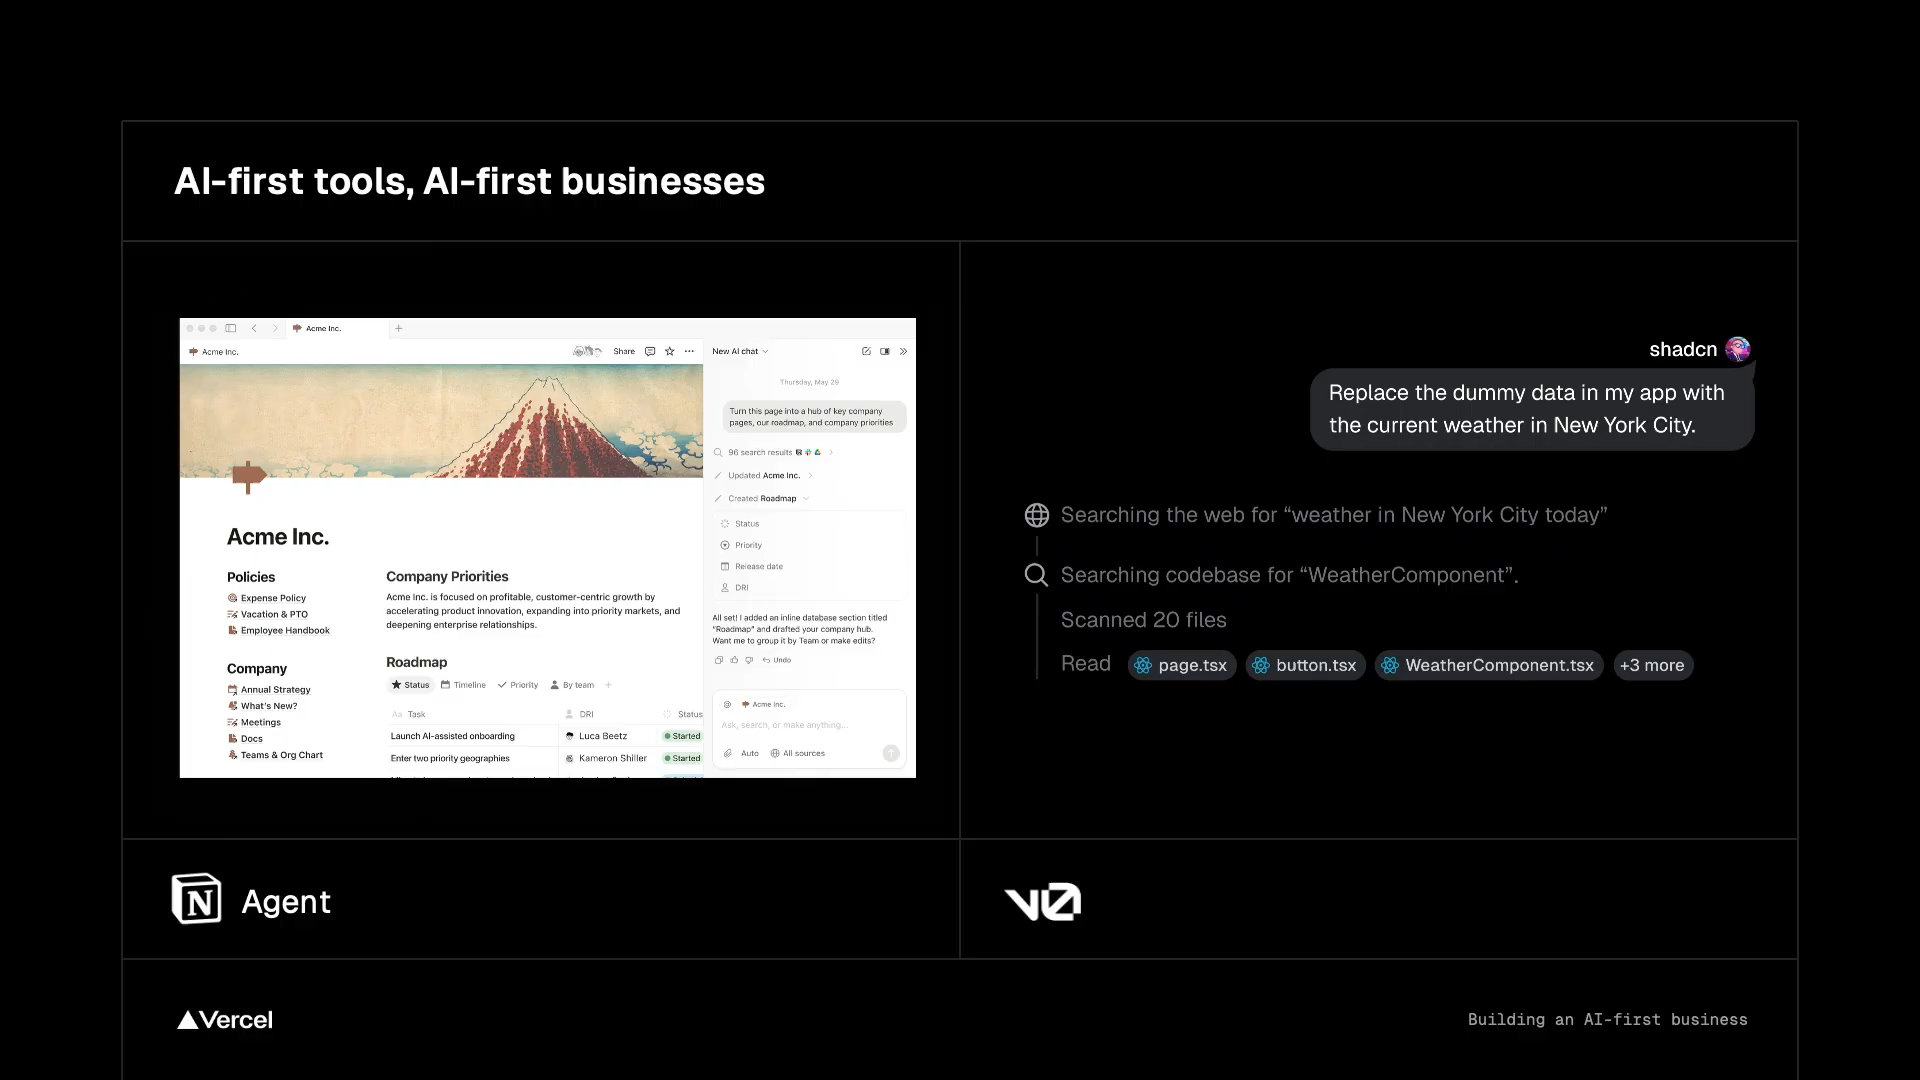 AI-first tools, AI-first businesses
Acme Inc.
Acme Inc.
Share
Acme Inc.
Policies
Expense Policy
Vacation & PTO
Employee Handbook
Company
Annual Strategy
What's New?
Meetings
Docs
Teams & Org Chart
Company Priorities
Acme Inc. is focused on profitable, customer-centric growth by
accelerating product innovation, expanding into priority markets, and
deepening enterprise relationships.
Roadmap
Status Timeline Priority By team
Aa Task DRI Status
Launch AI-assisted onboarding Luca Beetz Started
Enter two priority geographies Kameron Shiller Started
New AI chat
Thursday, May 29
Turn this page into a hub of key company
pages, our roadmap, and company priorities
96 search results
Updated Acme Inc.
Created Roadmap
Status
Priority
Release date
DRI
All set! I added an inline database section titled
"Roadmap" and drafted your company hub.
Want me to group it by Team or make edits?
Undo
@ Acme Inc.
Ask, search, or make anything...
Auto All sources
shadcn
Replace the dummy data in my app with
the current weather in New York City.
Searching the web for “weather in New York City today”
Searching codebase for “WeatherComponent”.
Scanned 20 files
Read page.tsx button.tsx WeatherComponent.tsx +3 more
N Agent
v0
Vercel
Building an AI-first business